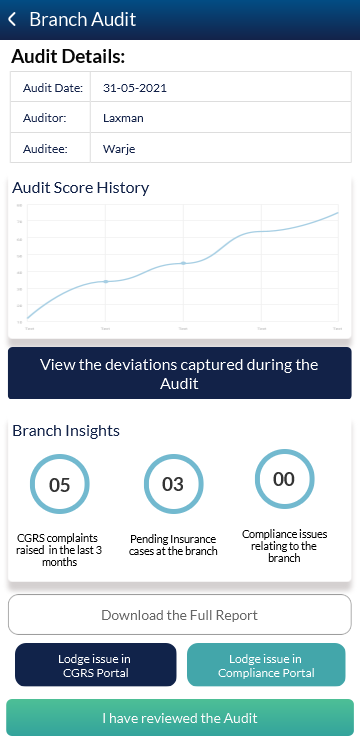 Branch Audit
Audit Details:
Audit Date: 31-05-2021
Auditor: Laxman
Auditee: Warje
Audit Score History
View the deviations captured during the
Audit
Branch Insights
05 03 00
CGRS complaints
raised in the last 3
months
Pending Insurance
cases at the branch
Compliance issues
relating to the
branch
Download the Full Report
Lodge issue in
CGRS Portal
Lodge issue in
Compliance Portal
I have reviewed the Audit